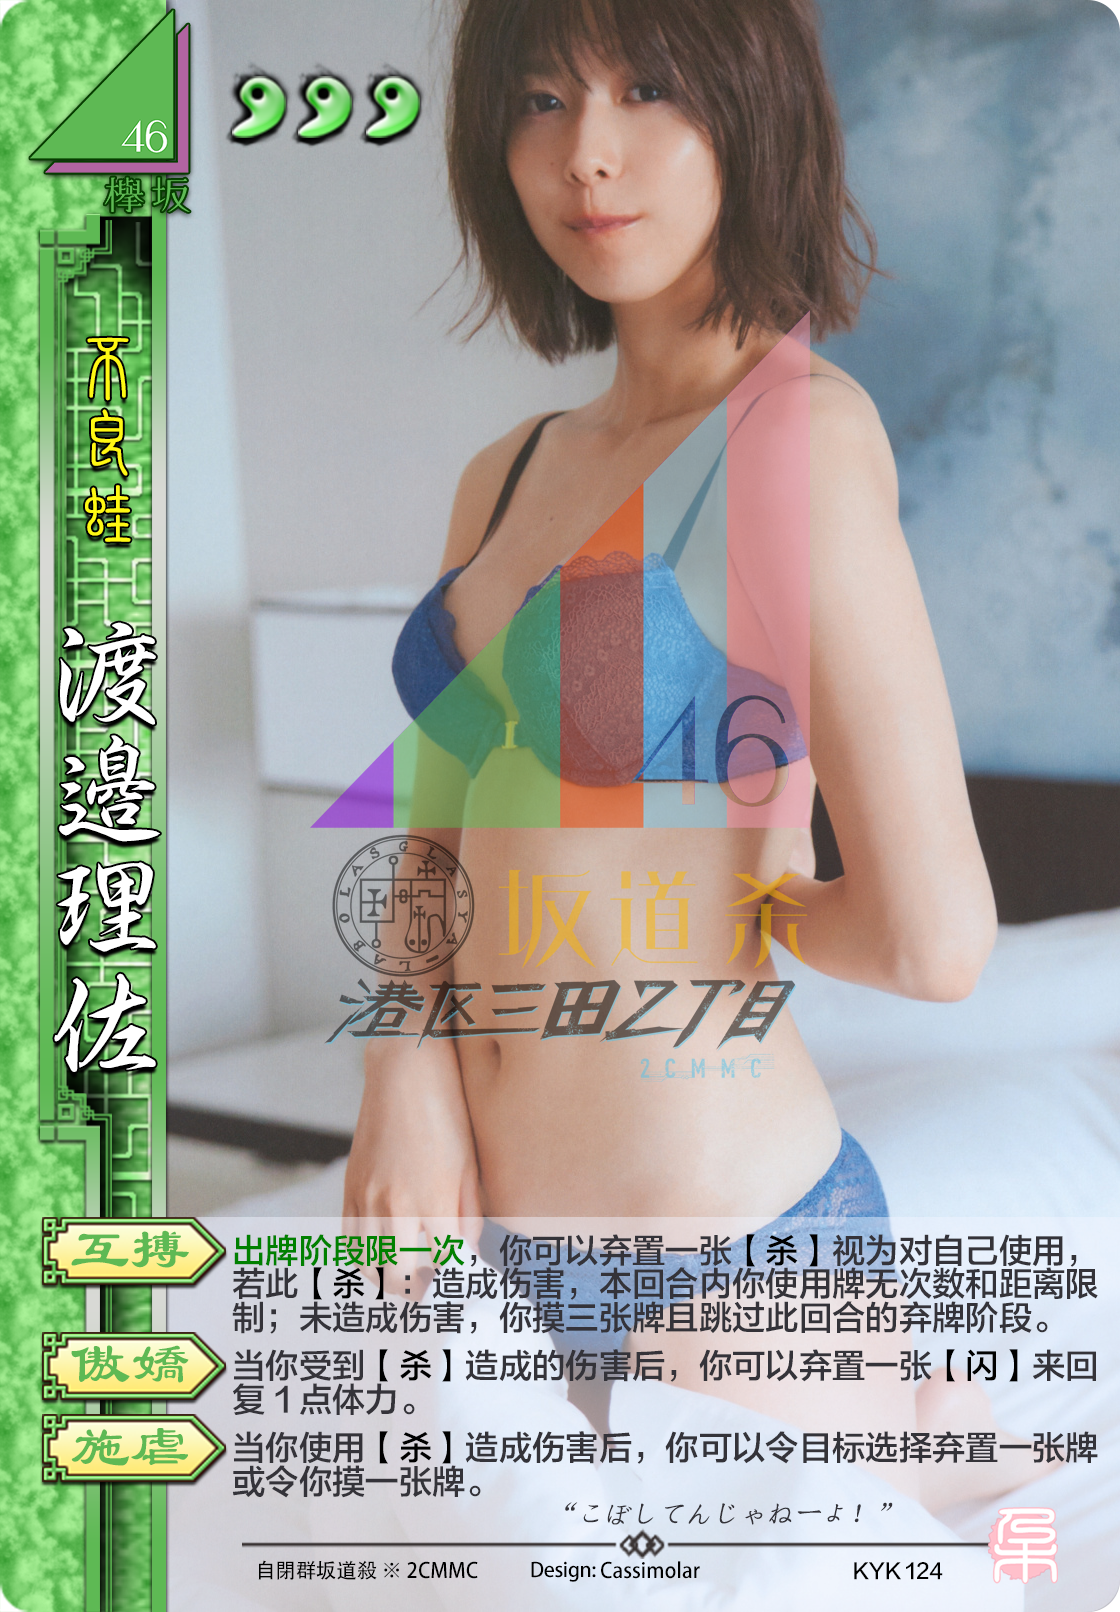 46
欅坂
不良蛙
渡邉理佐
46
GLASYA-LABOLAS
坂道杀
港区三田2丁目
2CMMC
互搏
出牌阶段限一次，你可以弃置一张【杀】视为对自己使用，
若此【杀】：造成伤害，本回合内你使用牌无次数和距离限
制；未造成伤害，你摸三张牌且跳过此回合的弃牌阶段。
傲嬌
当你受到【杀】造成的伤害后，你可以弃置一张【闪】来回
复1点体力。
施虐
当你使用【杀】造成伤害后，你可以令目标选择弃置一张牌
或令你摸一张牌。
“こぼしてんじゃねーよ！”
自閉群坂道殺 ※ 2CMMC
Design: Cassimolar
KYK 124